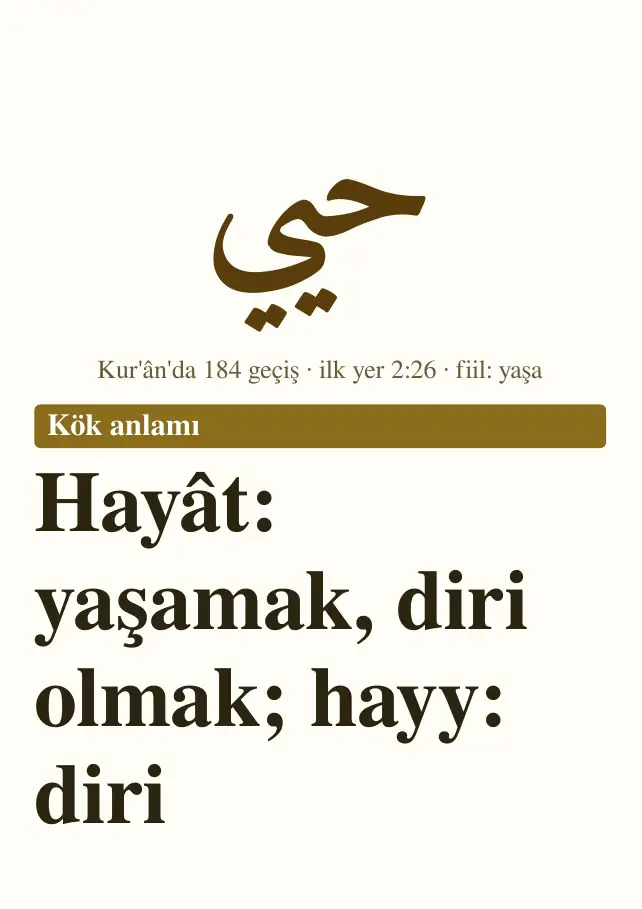 حيي
Kur'ân'da 184 geçiş · ilk yer 2:26 · fiil: yaşa
Kök anlamı
Hayât:
yaşamak, diri
olmak; hayy:
diri